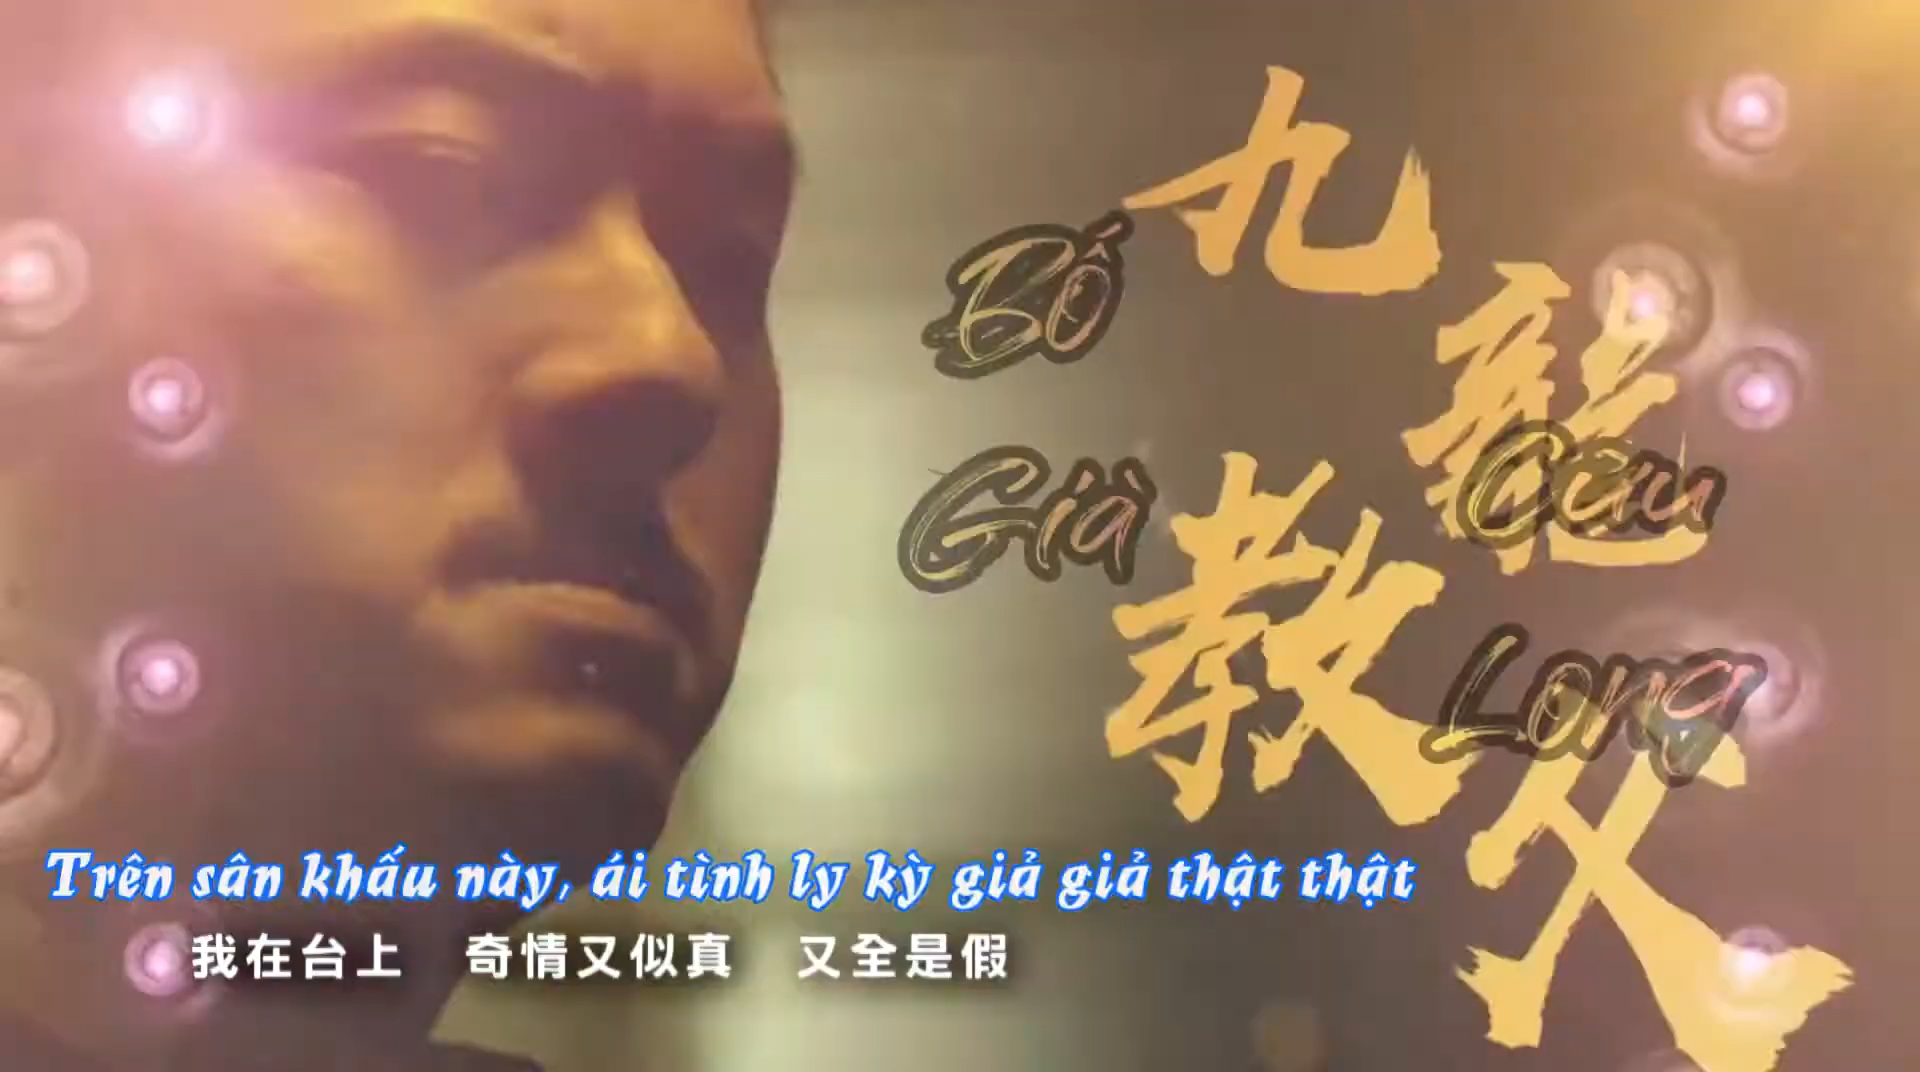 九龍
教父
Bố
Già
Cửu
Long
Trên sân khấu này, ái tình ly kỳ giả giả thật thật
我在台上 奇情又似真 又全是假